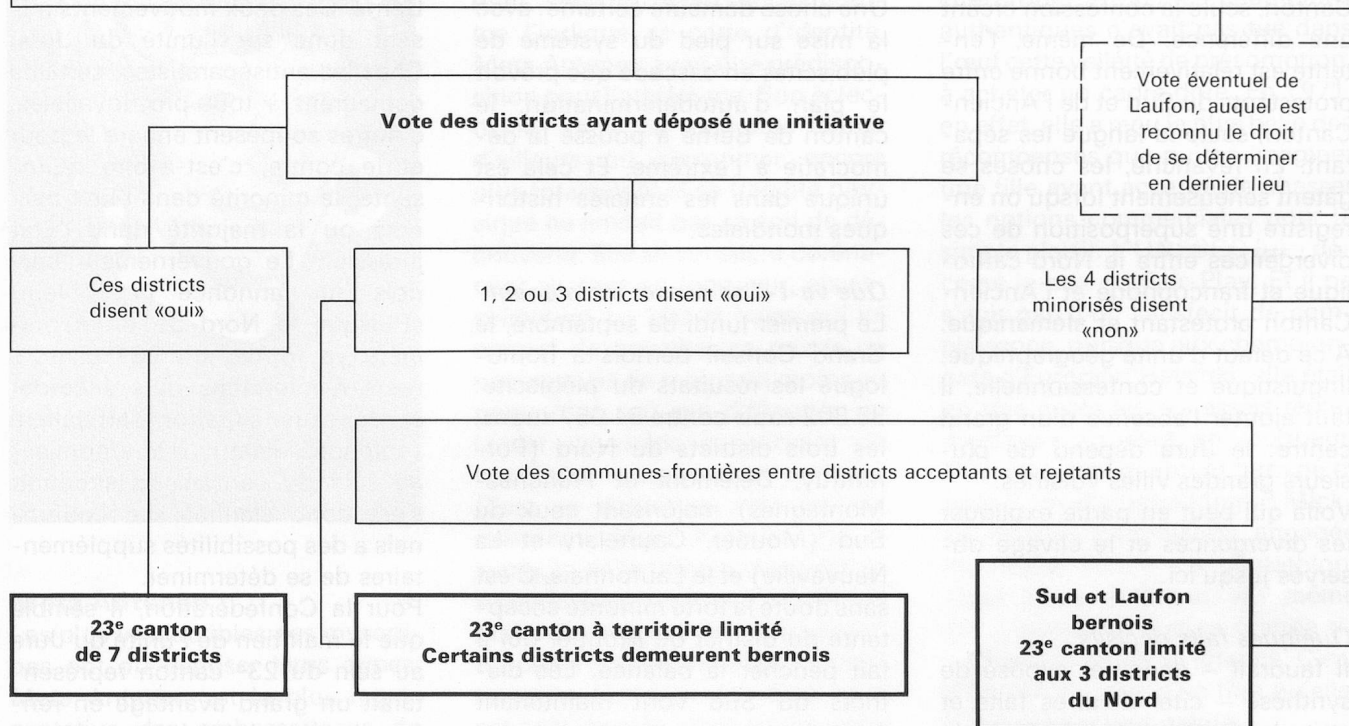 Vote éventuel de
Laufon, auquel est
reconnu le droit
de se déterminer
en dernier lieu
Vote des districts ayant déposé une initiative
Ces districts
disent «oui»
1, 2 ou 3 districts disent «oui»
Les 4 districts
du Sud disent
«non»
Vote des communes-frontières entre districts acceptants et rejetants
23e canton
de 7 districts
23e canton à territoire limité
Certains districts demeurent bernois
Sud et Laufon
bernois
23e canton limité
aux 3 districts
du Nord